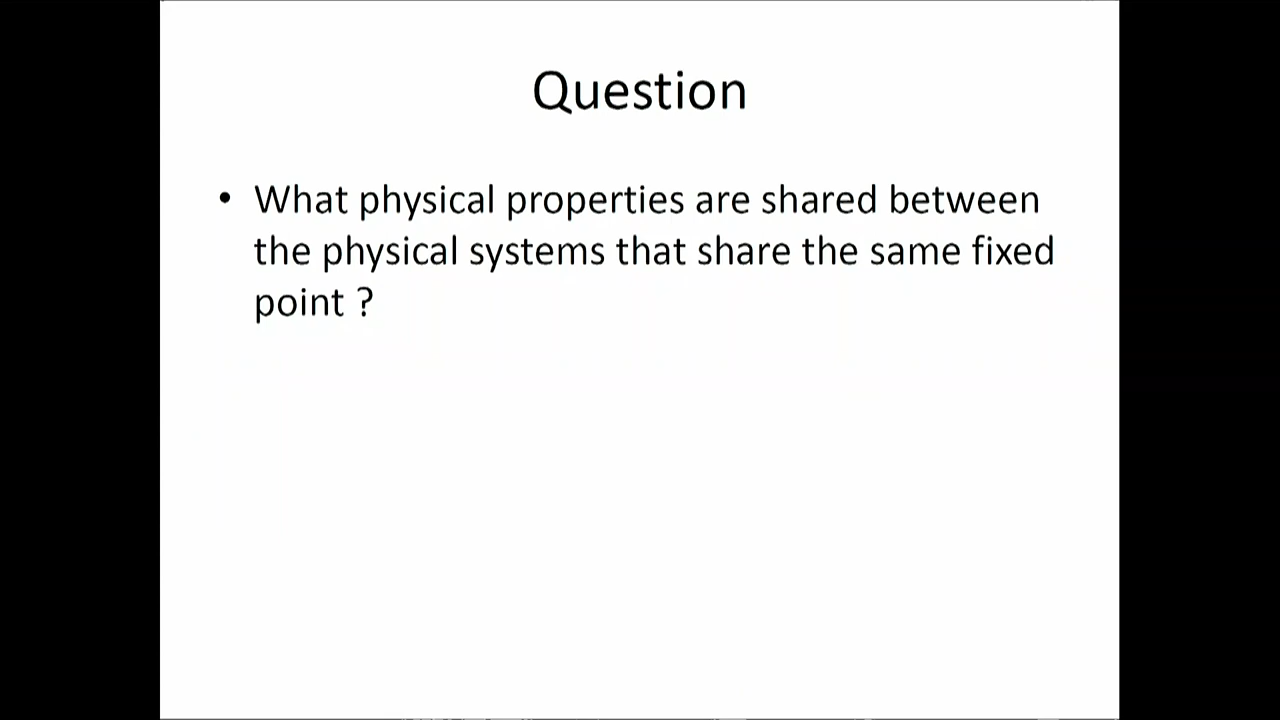 Question
• What physical properties are shared between
the physical systems that share the same fixed
point ?